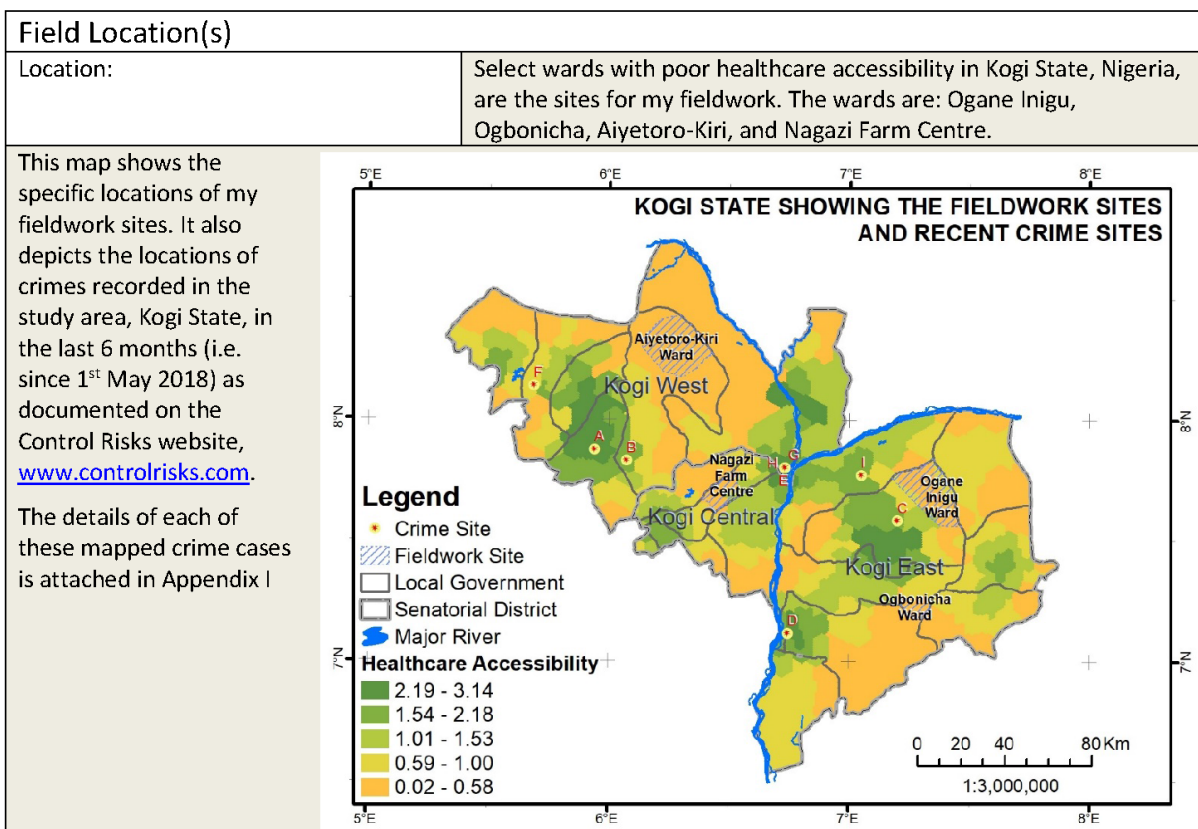 Field Location(s)
Location:
Select wards with poor healthcare accessibility in Kogi State, Nigeria,
are the sites for my fieldwork. The wards are: Ogane Inigu,
Ogbonicha, Aiyetoro-Kiri, and Nagazi Farm Centre.
This map shows the
specific locations of my
fieldwork sites. It also
depicts the locations of
crimes recorded in the
study area, Kogi State, in
the last 6 months (i.e.
since 1st May 2018) as
documented on the
Control Risks website,
www.controlrisks.com.
The details of each of
these mapped crime cases
is attached in Appendix I
5°E
6°E
7°E
8°E
KOGI STATE SHOWING THE FIELDWORK SITES
AND RECENT CRIME SITES
Aiyetoro-Kiri
Ward
F
Kogi West
8°N
8°N
A
B
Nagazi
Farm
Centre
H
G
E
I
Ogane
Inigu
Ward
C
Kogi Central
Kogi East
Ogbonicha
Ward
D
7°N
7°N
Legend
Crime Site
Fieldwork Site
Local Government
Senatorial District
Major River
Healthcare Accessibility
2.19 - 3.14
1.54 - 2.18
1.01 - 1.53
0.59 - 1.00
0.02 - 0.58
0 20 40 80 Km
1:3,000,000
5°E
6°E
7°E
8°E